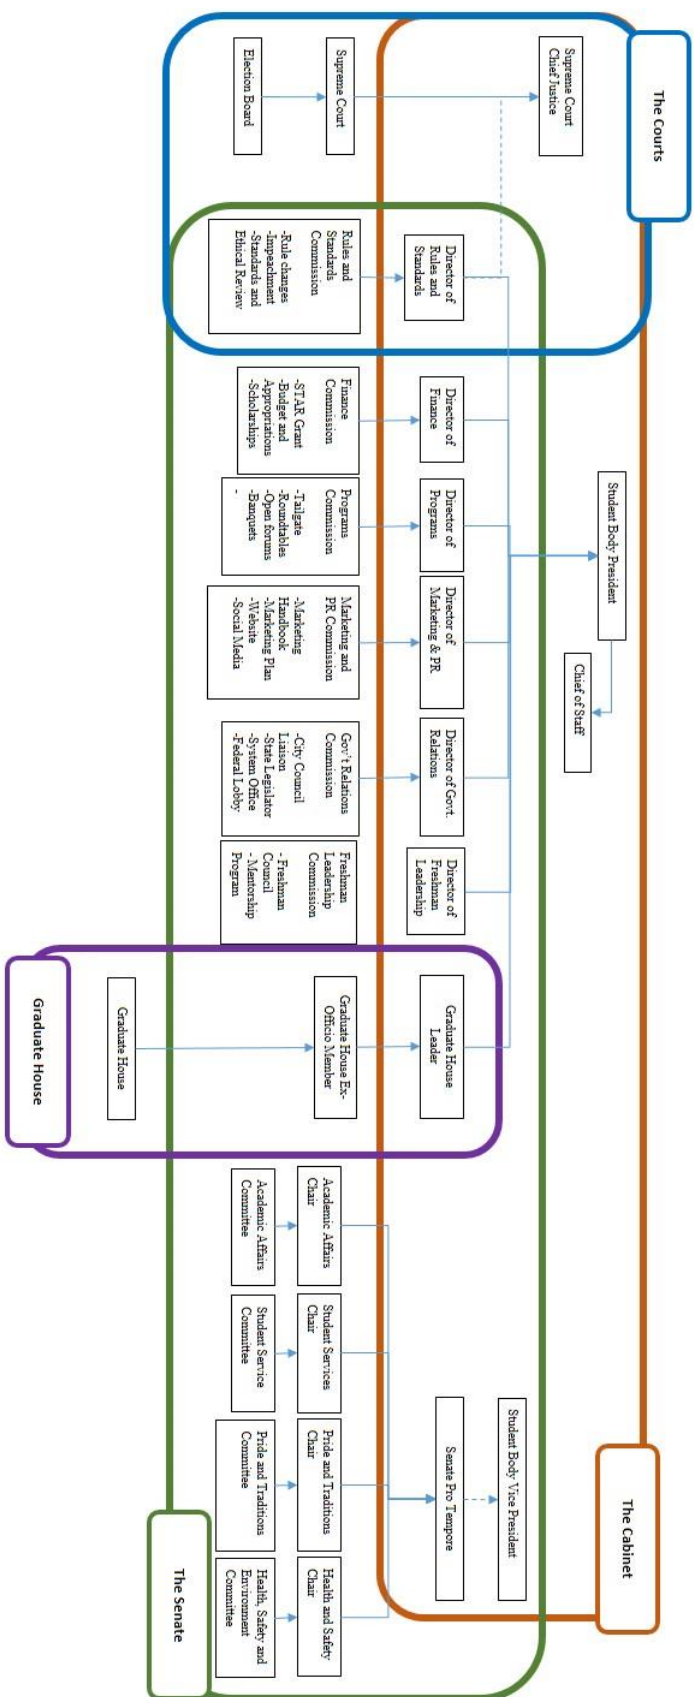 The Courts
Supreme Court
Chief Justice
Supreme Court
Election Board
Director of
Rules and
Standards
Rules and
Standards
Commission
-Rule changes
-Impeachment
-Standards and
Ethical Review
Student Body President
Chief of Staff
Director of
Finance
Finance
Commission
-STAR Grant
-Budget and
Appropriations
-Scholarships
Director of
Programs
Programs
Commission
-Tailgate
-Roundtables
-Open forums
-Banquets
-
Director of
Marketing & PR
Marketing and
PR Commission
-Marketing
Handbook
-Marketing Plan
-Website
-Social Media
Director of Govt.
Relations
Gov't Relations
Commission
-City Council
Liaison
-State Legislator
-System Office
-Federal Lobby
Director of
Freshman
Leadership
Freshman
Leadership
Commission
- Freshman
Council
- Mentorship
Program
Graduate House
Leader
Graduate House Ex-
Officio Member
Graduate House
Graduate House
The Cabinet
Student Body Vice President
Senate Pro Tempore
Academic Affairs
Chair
Academic Affairs
Committee
Student Services
Chair
Student Service
Committee
Pride and Traditions
Chair
Pride and Traditions
Committee
Health and Safety
Chair
Health, Safety and
Environment
Committee
The Senate